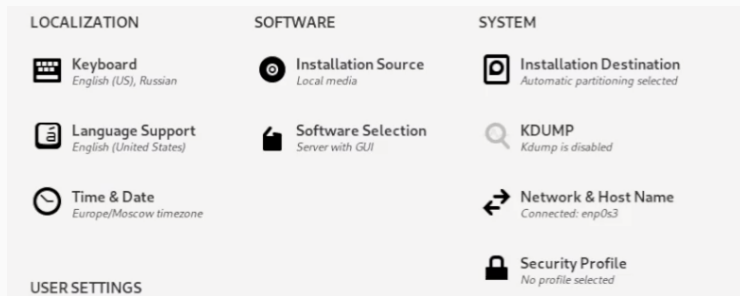 LOCALIZATION
SOFTWARE
SYSTEM
Keyboard
English (US), Russian
Installation Source
Local media
Installation Destination
Automatic partitioning selected
Language Support
English (United States)
Software Selection
Server with GUI
KDUMP
Kdump is disabled
Time & Date
Europe/Moscow timezone
Network & Host Name
Connected: enp0s3
Security Profile
No profile selected
USER SETTINGS